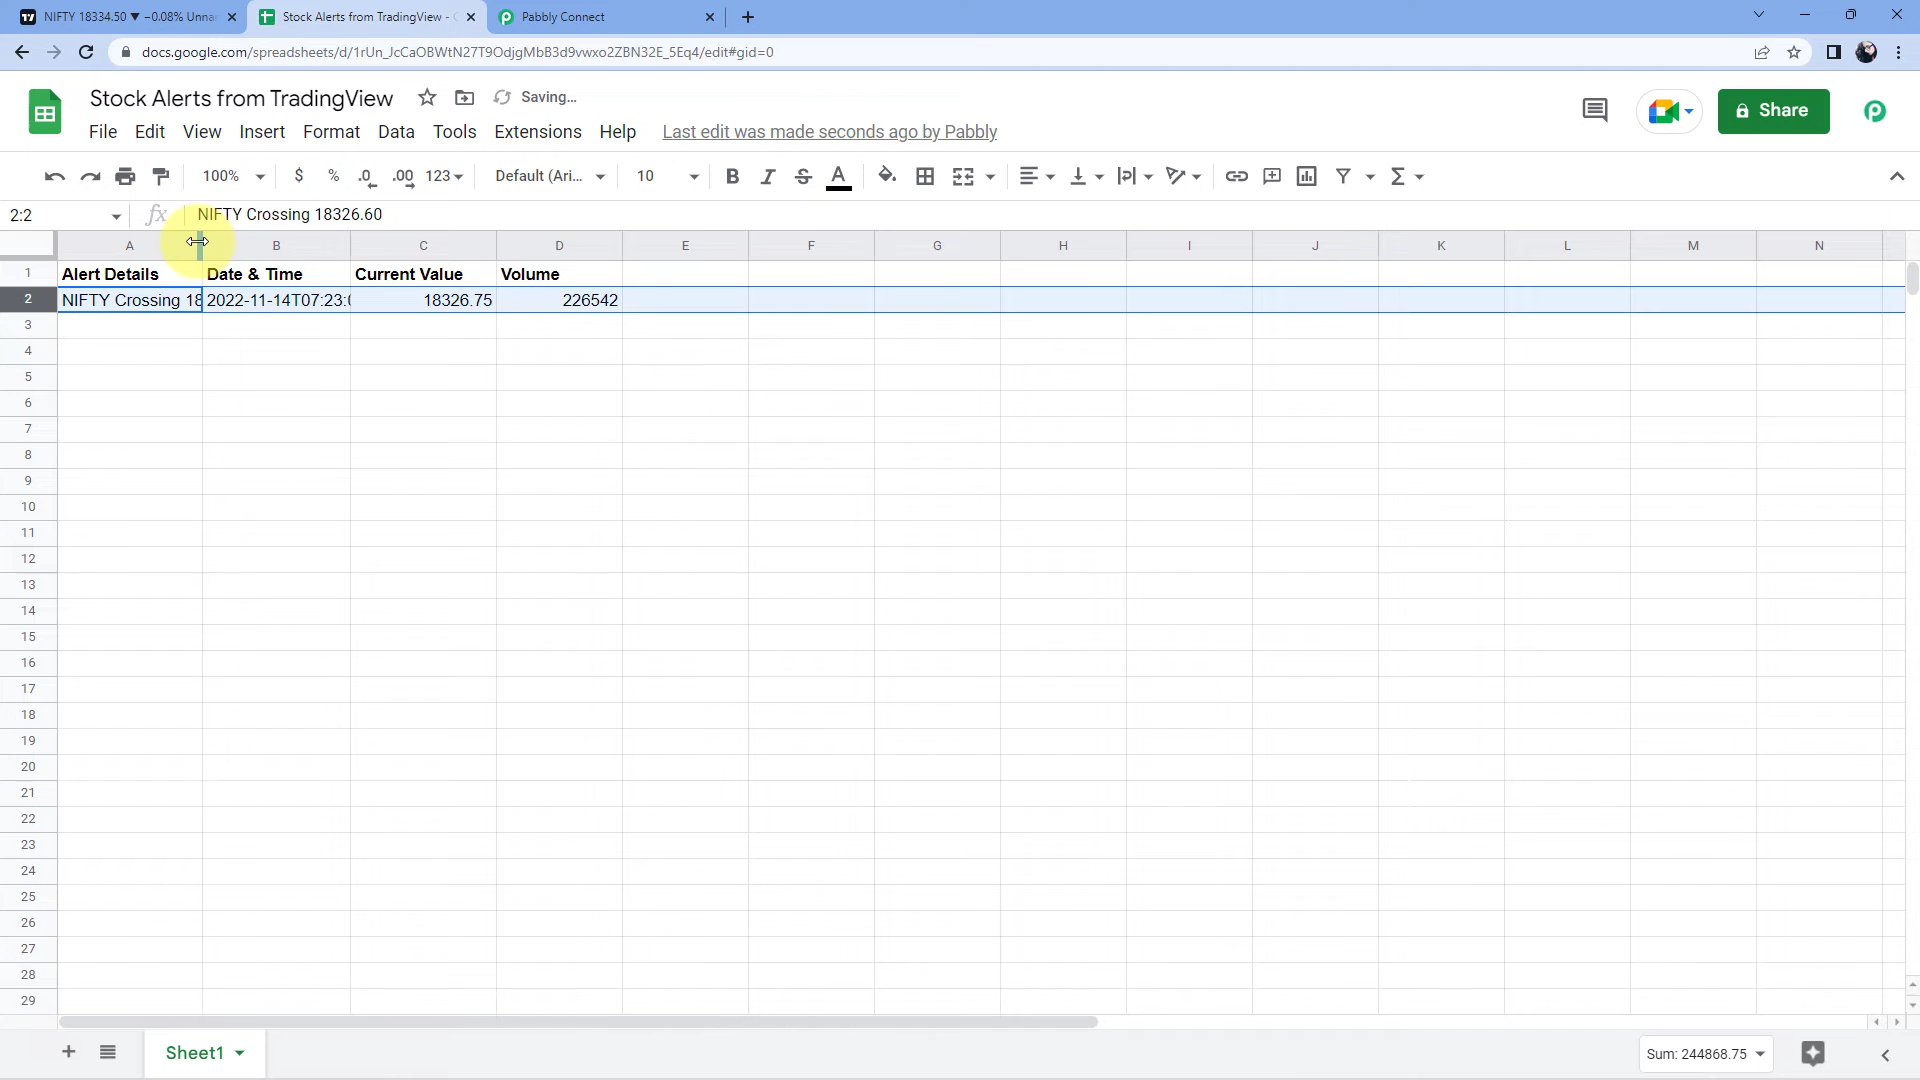 NIFTY 18334.50 ▼ −0.08% Unnar
Stock Alerts from TradingView -
Pabbly Connect
docs.google.com/spreadsheets/d/1rUn_JcCaOBWtN27T9OdjgMbB3d9vwxo2ZBN32E_5Eq4/edit#gid=0
Stock Alerts from TradingView
Saving...
Share
File Edit View Insert Format Data Tools Extensions Help Last edit was made seconds ago by Pabbly
100% $ % .0 .00 123 Default (Ari... 10 B I S A
2:2 fx NIFTY Crossing 18326.60
A B C D E F G H I J K L M N
1 Alert Details Date & Time Current Value Volume
2 NIFTY Crossing 18 2022-11-14T07:23:0 18326.75 226542
3
4
5
6
7
8
9
10
11
12
13
14
15
16
17
18
19
20
21
22
23
24
25
26
27
28
29
Sheet1 Sum: 244868.75